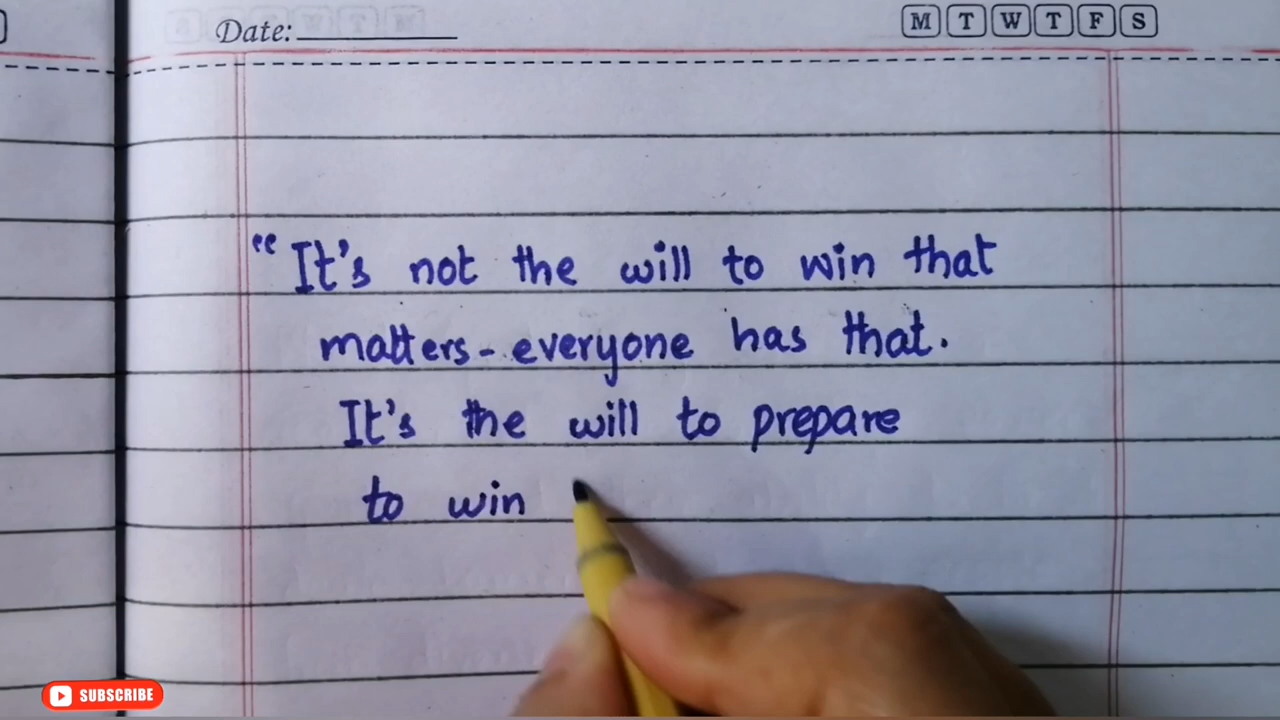 Date:
M T W T F S
"It's not the will to win that
matters - everyone has that.
It's the will to prepare
to win
SUBSCRIBE